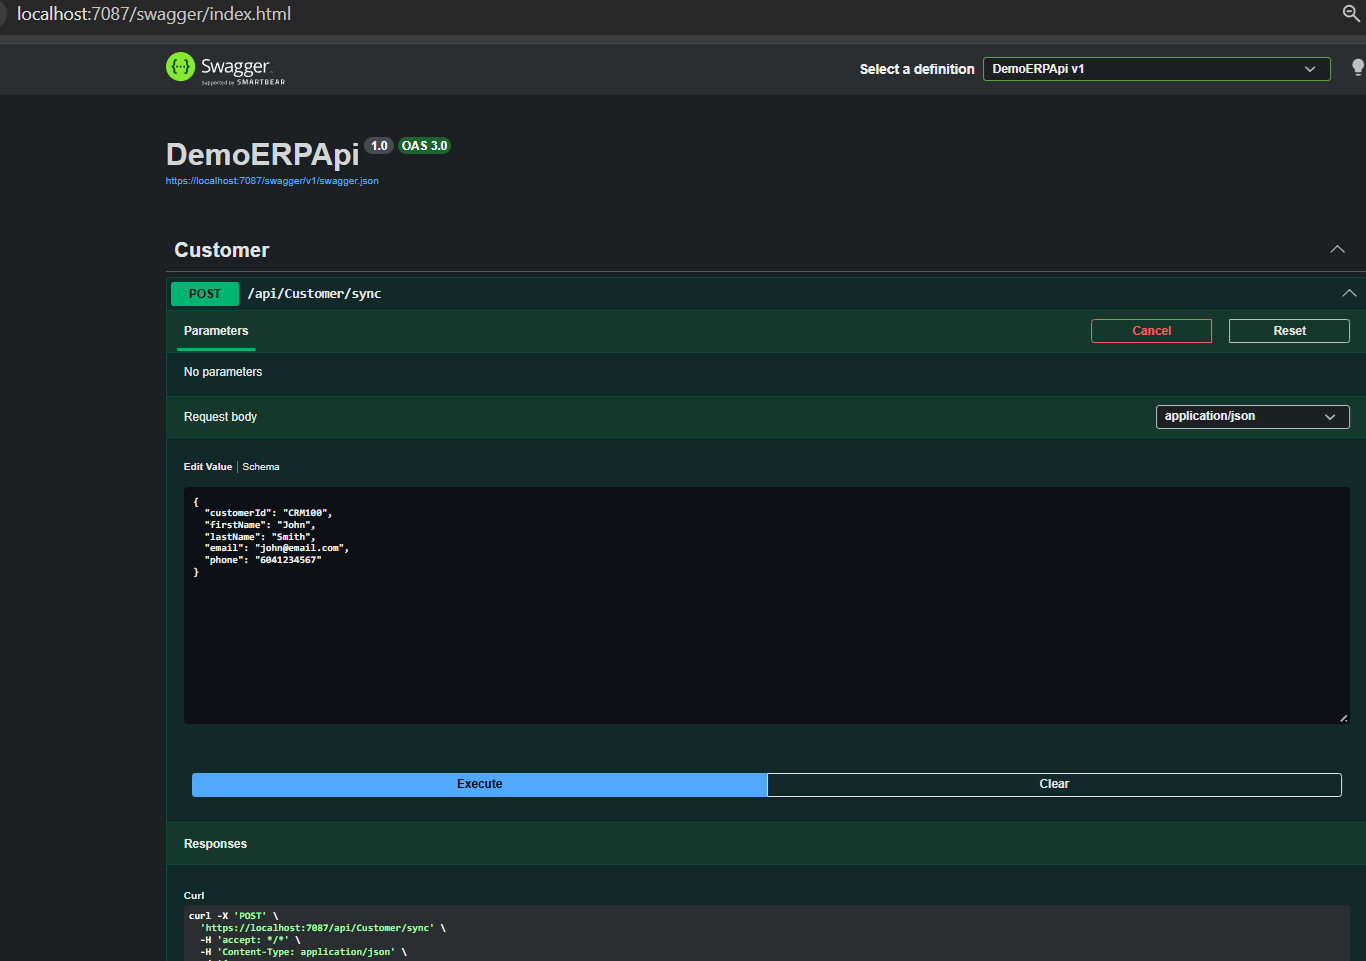 localhost:7087/swagger/index.html
Swagger
Supported by SMARTBEAR
Select a definition
DemoERPApi v1
DemoERPApi 1.0 OAS 3.0
https://localhost:7087/swagger/v1/swagger.json
Customer
POST /api/Customer/sync
Parameters
Cancel
Reset
No parameters
Request body
application/json
Edit Value | Schema
{
"customerId": "CRM100",
"firstName": "John",
"lastName": "Smith",
"email": "john@email.com",
"phone": "6041234567"
}
Execute
Clear
Responses
Curl
curl -X 'POST' \
'https://localhost:7087/api/Customer/sync' \
-H 'accept: */*' \
-H 'Content-Type: application/json' \